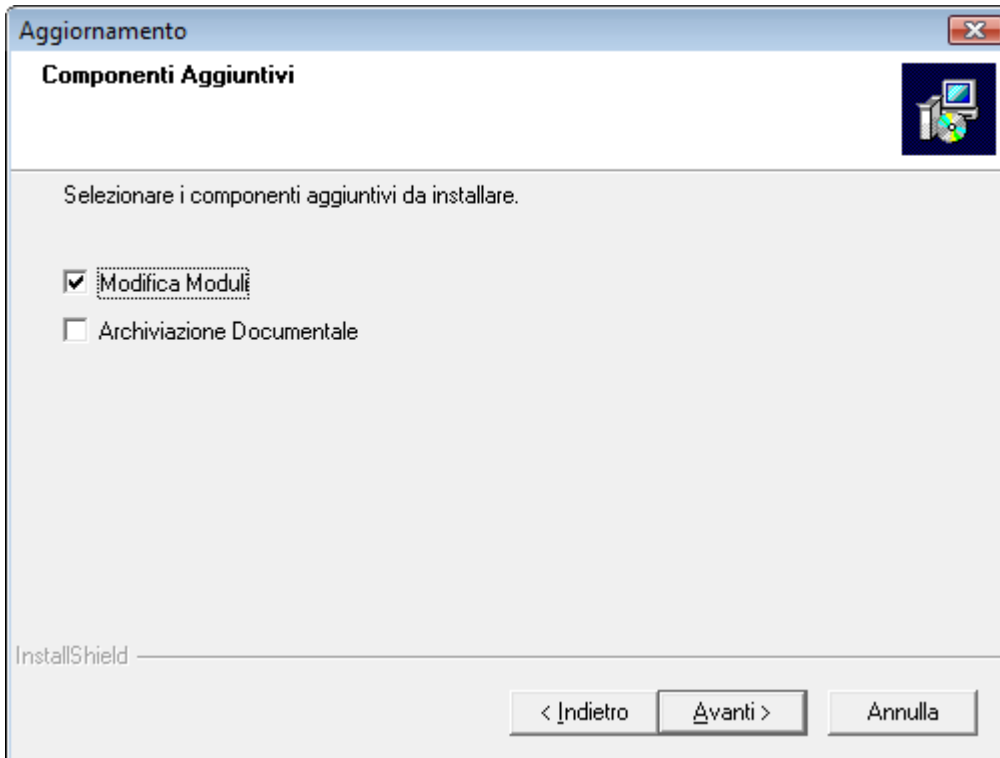 Aggiornamento
Componenti Aggiuntivi
Selezionare i componenti aggiuntivi da installare.
Modifica Moduli
Archiviazione Documentale
InstallShield
< Indietro
Avanti >
Annulla